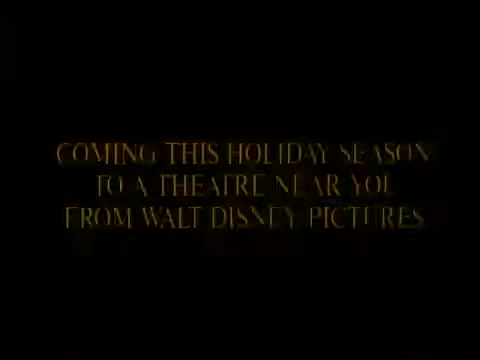 COMING THIS HOLIDAY SEASON
TO A THEATRE NEAR YOU
FROM WALT DISNEY PICTURES